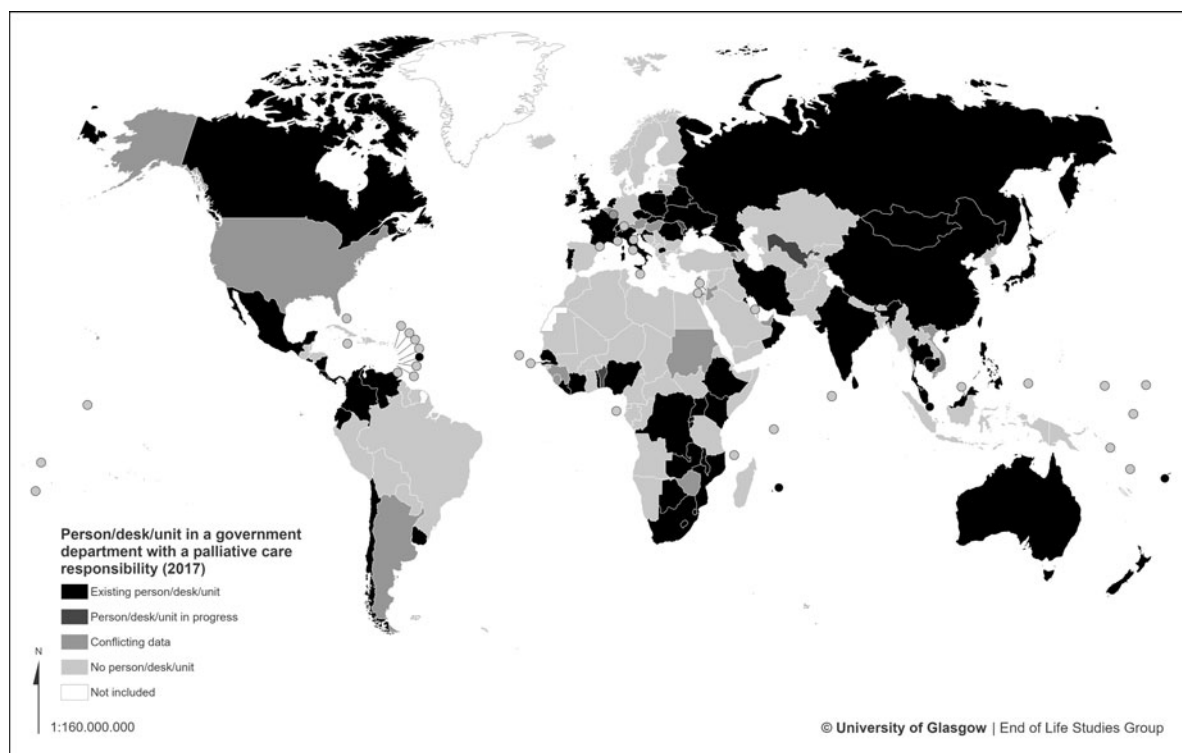 Person/desk/unit in a government
department with a palliative care
responsibility (2017)
Existing person/desk/unit
Person/desk/unit in progress
Conflicting data
No person/desk/unit
Not included
N
1:160.000.000
© University of Glasgow | End of Life Studies Group